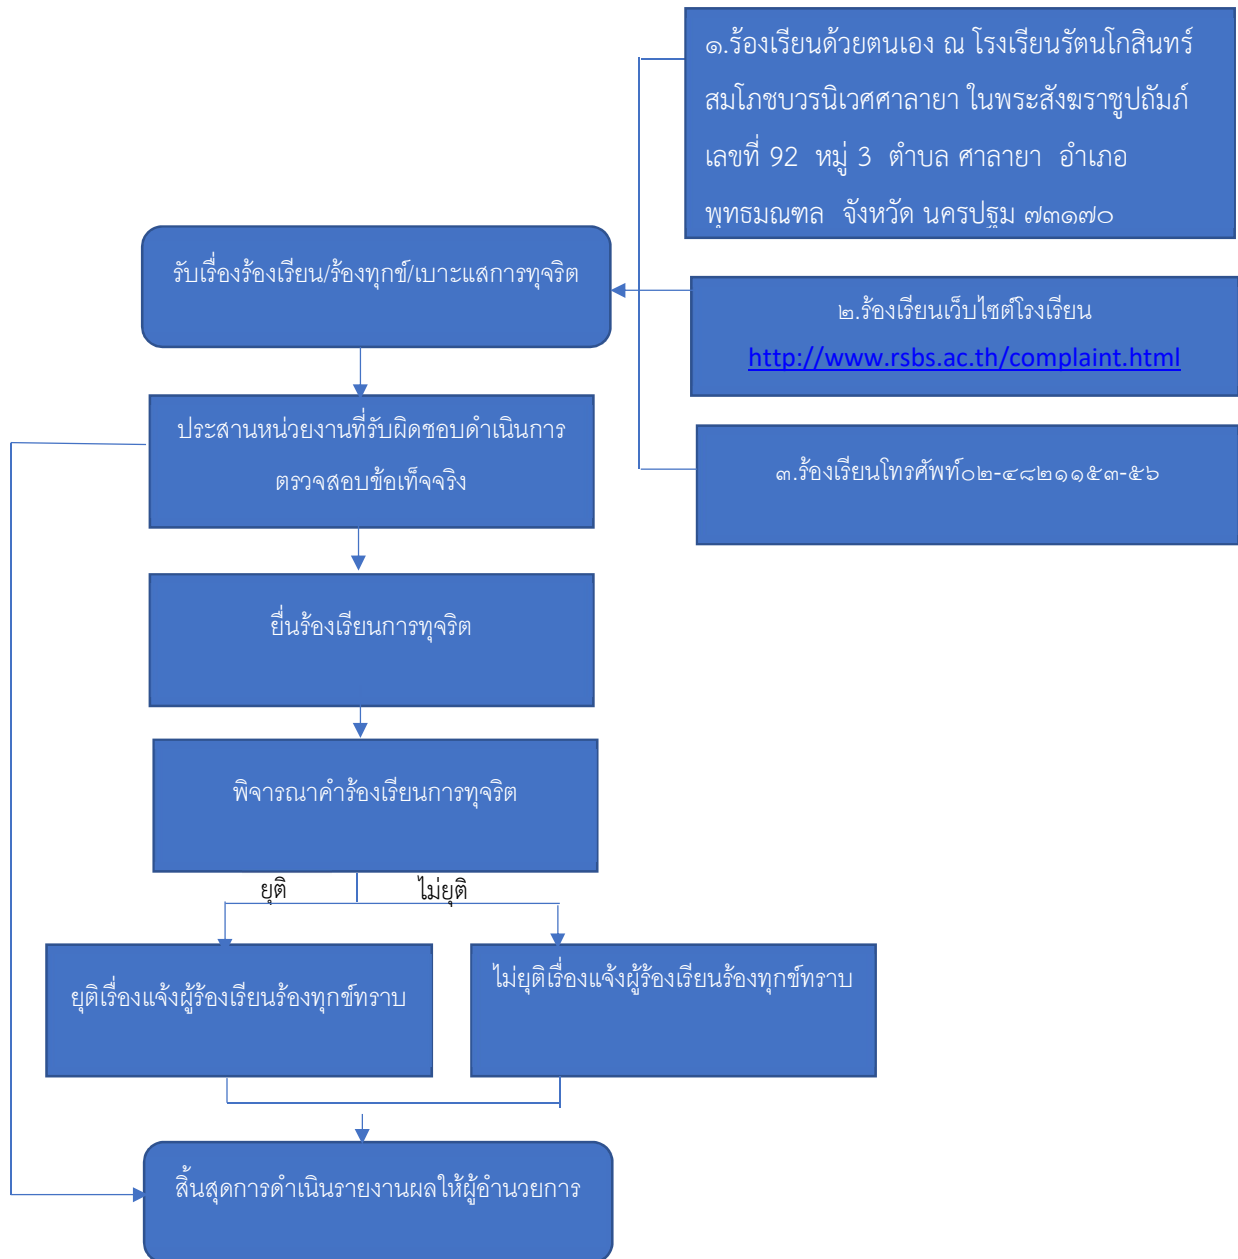 ๑.ร้องเรียนด้วยตนเอง ณ โรงเรียนรัตนโกสินทร์
สมโภชบวรนิเวศศาลายา ในพระสังฆราชูปถัมภ์
เลขที่ 92 หมู่ 3 ตำบล ศาลายา อำเภอ
พุทธมณฑล จังหวัด นครปฐม ๗๓๑๗๐
รับเรื่องร้องเรียน/ร้องทุกข์/เบาะแสการทุจริต
๒.ร้องเรียนเว็บไซต์โรงเรียน
http://www.rsbs.ac.th/complaint.html
ประสานหน่วยงานที่รับผิดชอบดำเนินการ
ตรวจสอบข้อเท็จจริง
๓.ร้องเรียนโทรศัพท์๐๒-๔๘๒๑๑๕๓-๕๖
ยื่นร้องเรียนการทุจริต
พิจารณาคำร้องเรียนการทุจริต
ยุติ
ไม่ยุติ
ยุติเรื่องแจ้งผู้ร้องเรียนร้องทุกข์ทราบ
ไม่ยุติเรื่องแจ้งผู้ร้องเรียนร้องทุกข์ทราบ
สิ้นสุดการดำเนินรายงานผลให้ผู้อำนวยการ